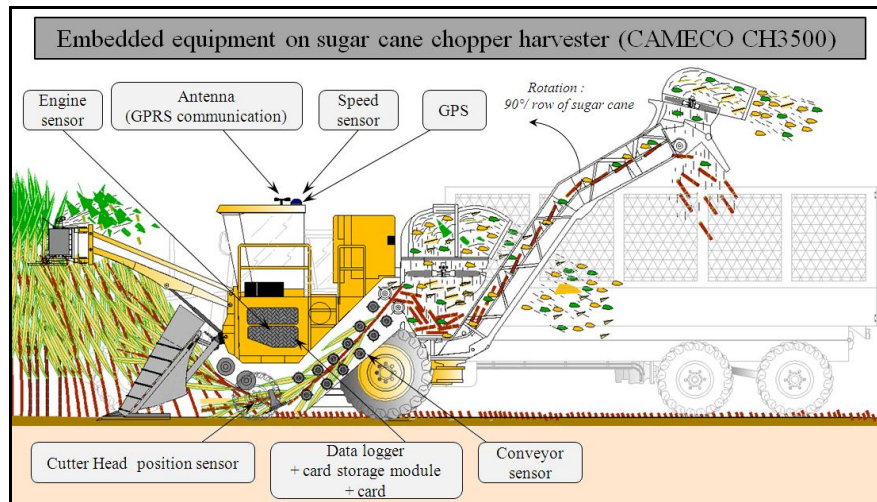 Embedded equipment on sugar cane chopper harvester (CAMECO CH3500)
Engine
sensor
Antenna
(GPRS communication)
Speed
sensor
GPS
Rotation :
90°/ row of sugar cane
Cutter Head position sensor
Data logger
+ card storage module
+ card
Conveyor
sensor